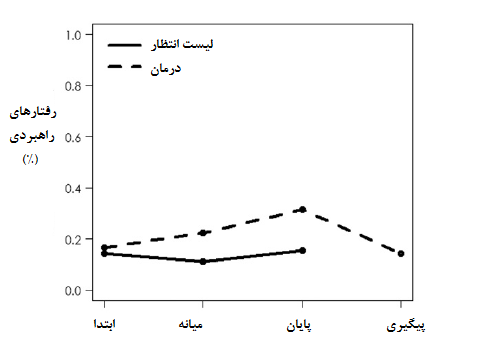 رفتارهای
راهبردی
(٪)
1.0
0.8
0.6
0.4
0.2
0.0
لیست انتظار
درمان
ابتدا
میانه
پایان
پیگیری